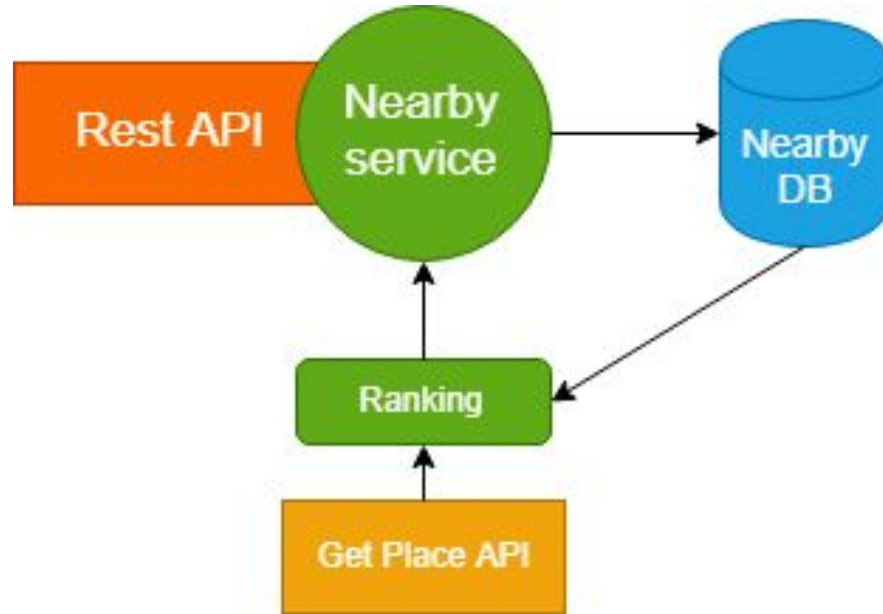 Rest API
Nearby
service
Nearby
DB
Ranking
Get Place API